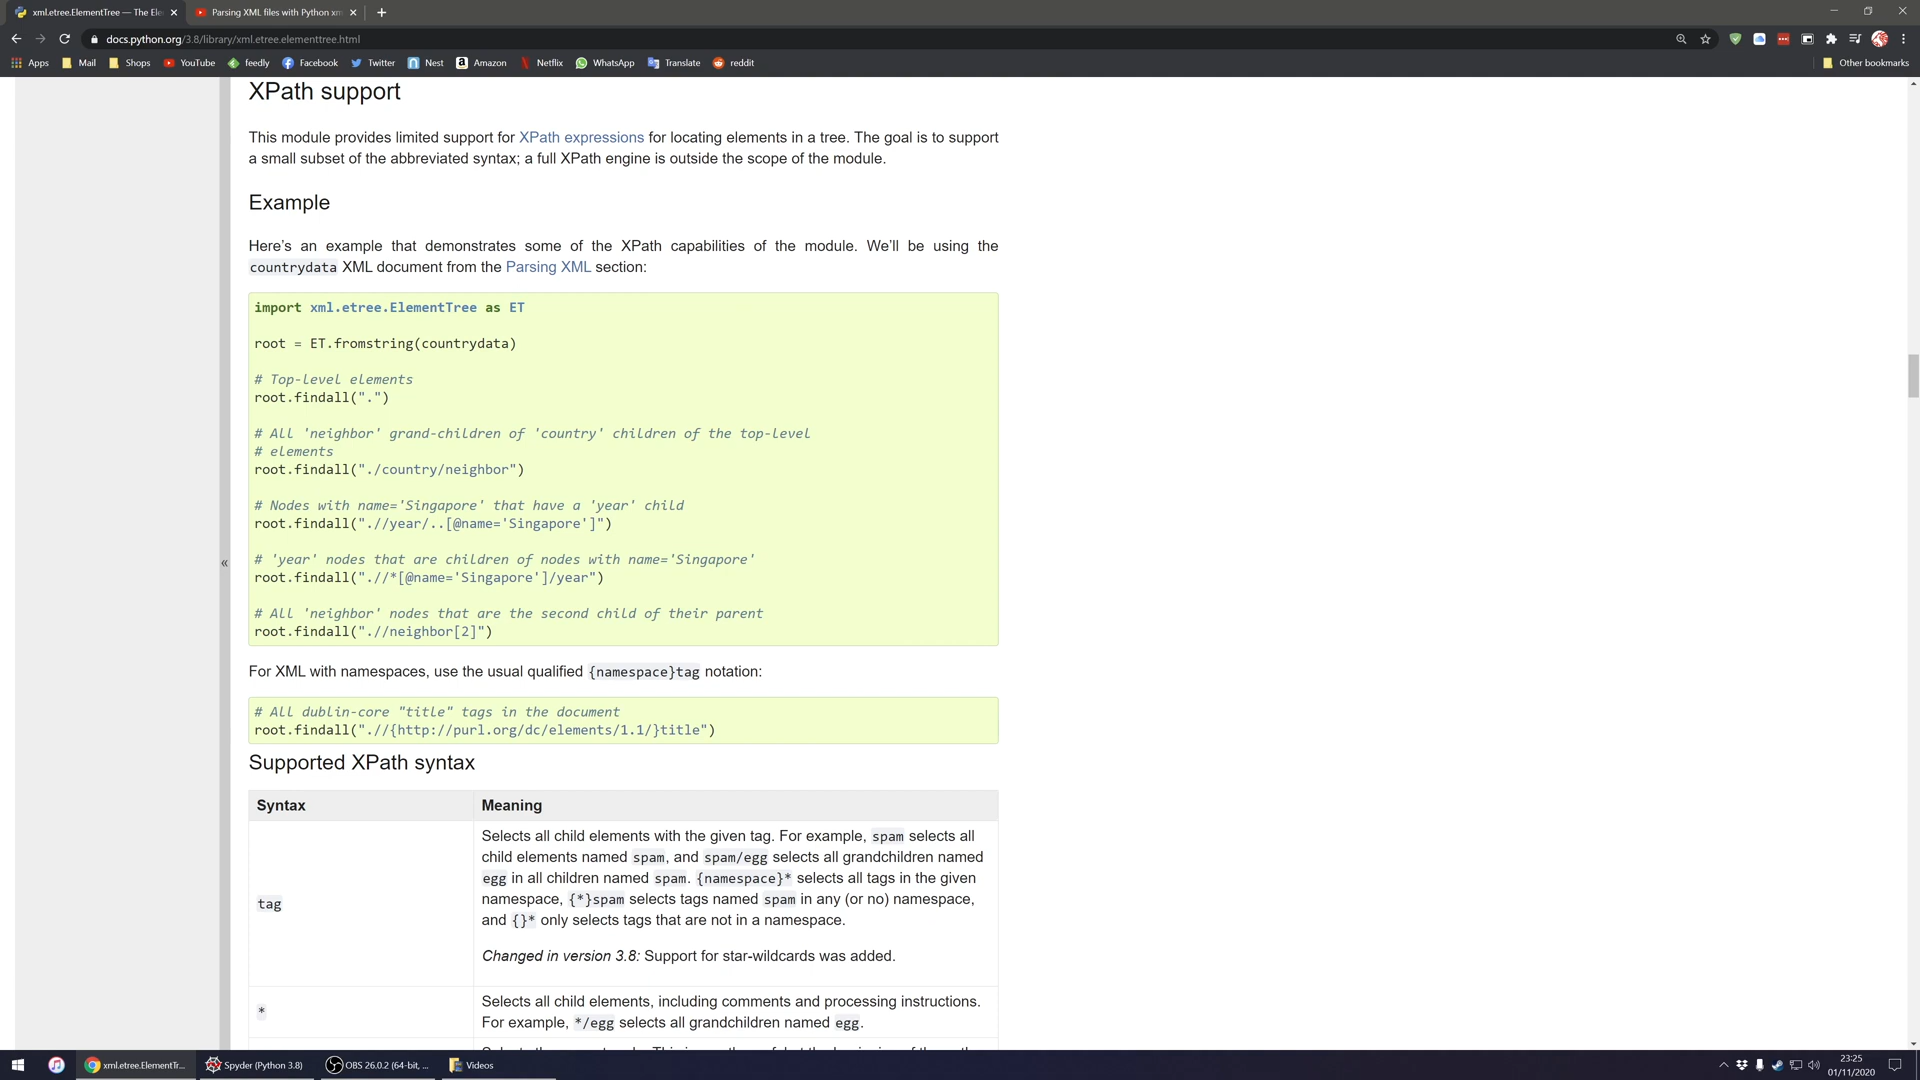 xml.etree.ElementTree — The Ele
Parsing XML files with Python xm
docs.python.org/3.8/library/xml.etree.elementtree.html
Apps Mail Shops YouTube feedly Facebook Twitter Nest Amazon Netflix WhatsApp Translate reddit Other bookmarks
XPath support
This module provides limited support for XPath expressions for locating elements in a tree. The goal is to support
a small subset of the abbreviated syntax; a full XPath engine is outside the scope of the module.
Example
Here’s an example that demonstrates some of the XPath capabilities of the module. We’ll be using the
countrydata XML document from the Parsing XML section:
import xml.etree.ElementTree as ET
root = ET.fromstring(countrydata)
# Top-level elements
root.findall(".")
# All 'neighbor' grand-children of 'country' children of the top-level
# elements
root.findall("./country/neighbor")
# Nodes with name='Singapore' that have a 'year' child
root.findall(".//year/..[@name='Singapore']")
«
# 'year' nodes that are children of nodes with name='Singapore'
root.findall(".//*[@name='Singapore']/year")
# All 'neighbor' nodes that are the second child of their parent
root.findall(".//neighbor[2]")
For XML with namespaces, use the usual qualified {namespace}tag notation:
# All dublin-core "title" tags in the document
root.findall(".//{http://purl.org/dc/elements/1.1/}title")
Supported XPath syntax
Syntax Meaning
Selects all child elements with the given tag. For example, spam selects all
child elements named spam, and spam/egg selects all grandchildren named
egg in all children named spam. {namespace}* selects all tags in the given
namespace, {*}spam selects tags named spam in any (or no) namespace,
and {}* only selects tags that are not in a namespace.
tag
Changed in version 3.8: Support for star-wildcards was added.
Selects all child elements, including comments and processing instructions.
*
For example, */egg selects all grandchildren named egg.
xml.etree.ElementTr... Spyder (Python 3.8) OBS 26.0.2 (64-bit, ... Videos
23:25
01/11/2020